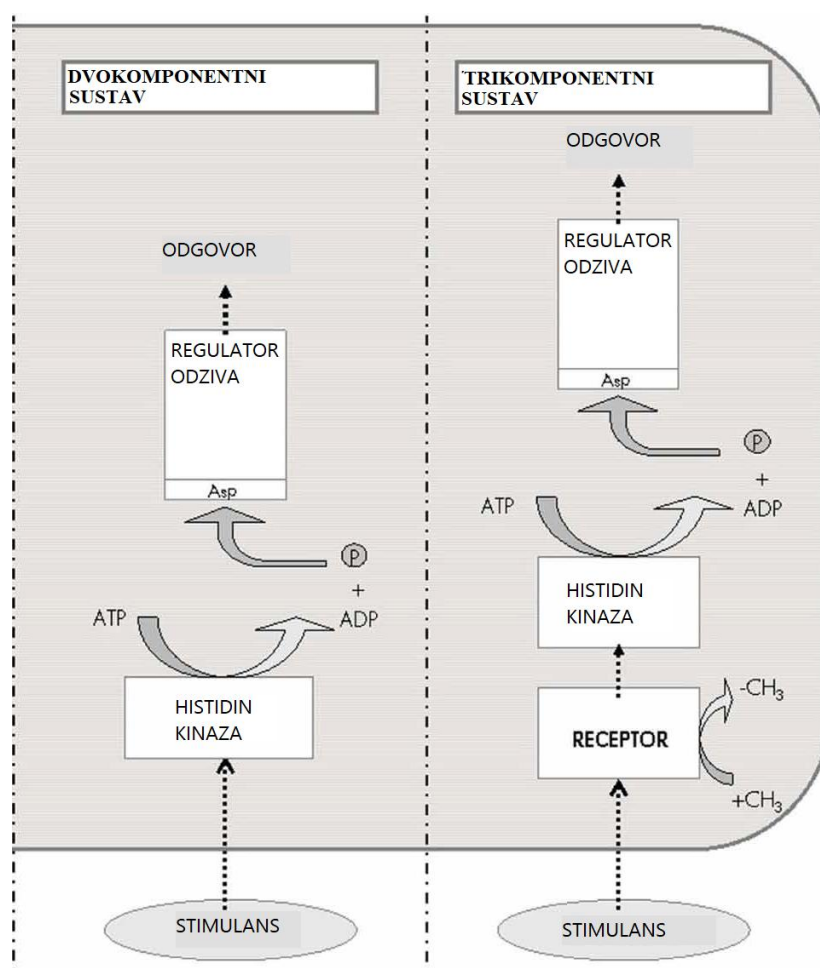 DVOKOMPONENTNI
SUSTAV
ODGOVOR
REGULATOR
ODZIVA
Asp
P
+
ATP
ADP
HISTIDIN
KINAZA
STIMULANS
TRIKOMPONENTNI
SUSTAV
ODGOVOR
REGULATOR
ODZIVA
Asp
P
+
ATP
ADP
HISTIDIN
KINAZA
-CH₃
RECEPTOR
+CH₃
STIMULANS